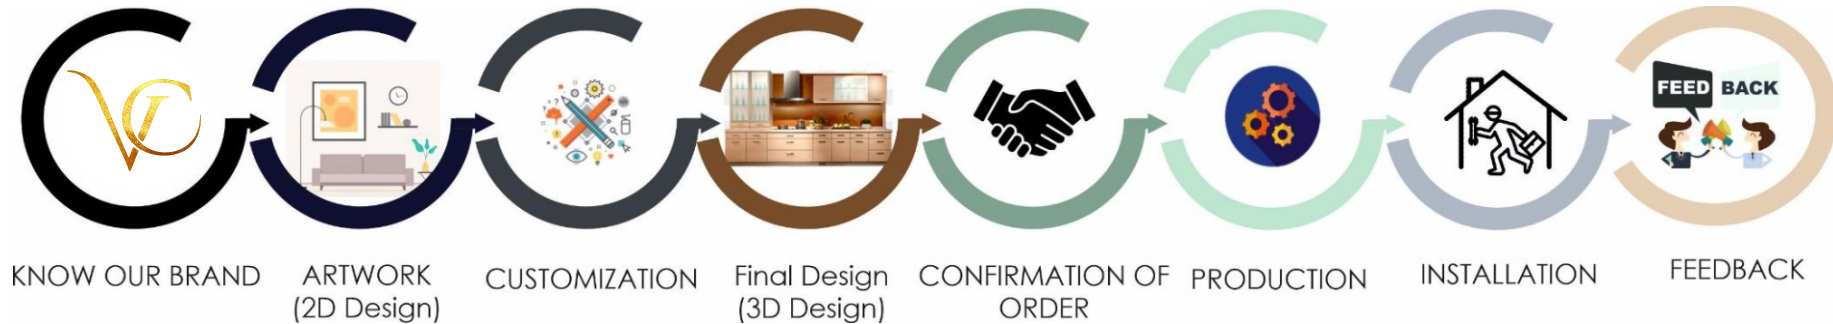 VC
FEED BACK
KNOW OUR BRAND
ARTWORK
(2D Design)
CUSTOMIZATION
Final Design
(3D Design)
CONFIRMATION OF
ORDER
PRODUCTION
INSTALLATION
FEEDBACK